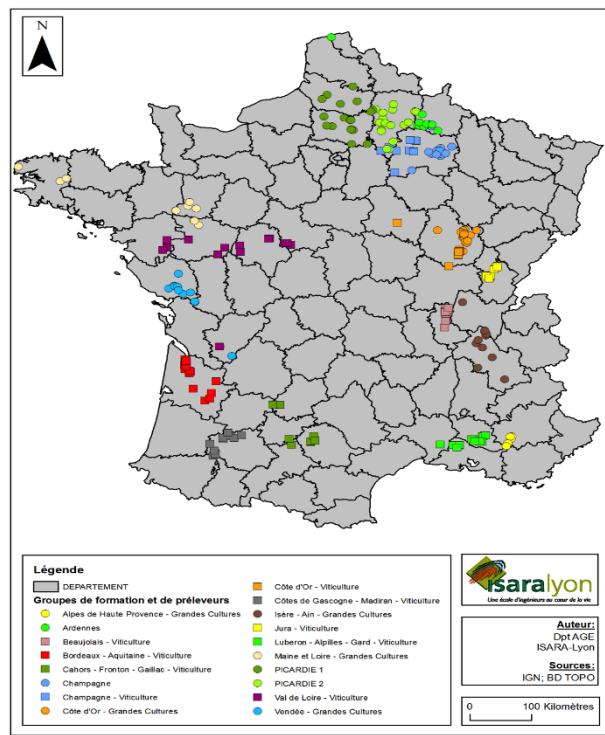 N
Légende
DEPARTEMENT
Groupes de formation et de préleveurs
Alpes de Haute Provence - Grandes Cultures
Ardennes
Beaujolais - Viticulture
Bordeaux - Aquitaine - Viticulture
Cahors - Fronton - Gaillac - Viticulture
Champagne
Champagne - Viticulture
Côte d'Or - Grandes Cultures
Côte d'Or - Viticulture
Côtes de Gascogne - Madiran - Viticulture
Isère - Ain - Grandes Cultures
Jura - Viticulture
Luberon - Alpilles - Gard - Viticulture
Maine et Loire - Grandes Cultures
PICARDIE 1
PICARDIE 2
Val de Loire - Viticulture
Vendée - Grandes Cultures
isaralyon
Une école d'ingénieurs au cœur de la vie
Auteur:
Dpt AGE
ISARA-Lyon
Sources:
IGN; BD TOPO
0 100 Kilomètres